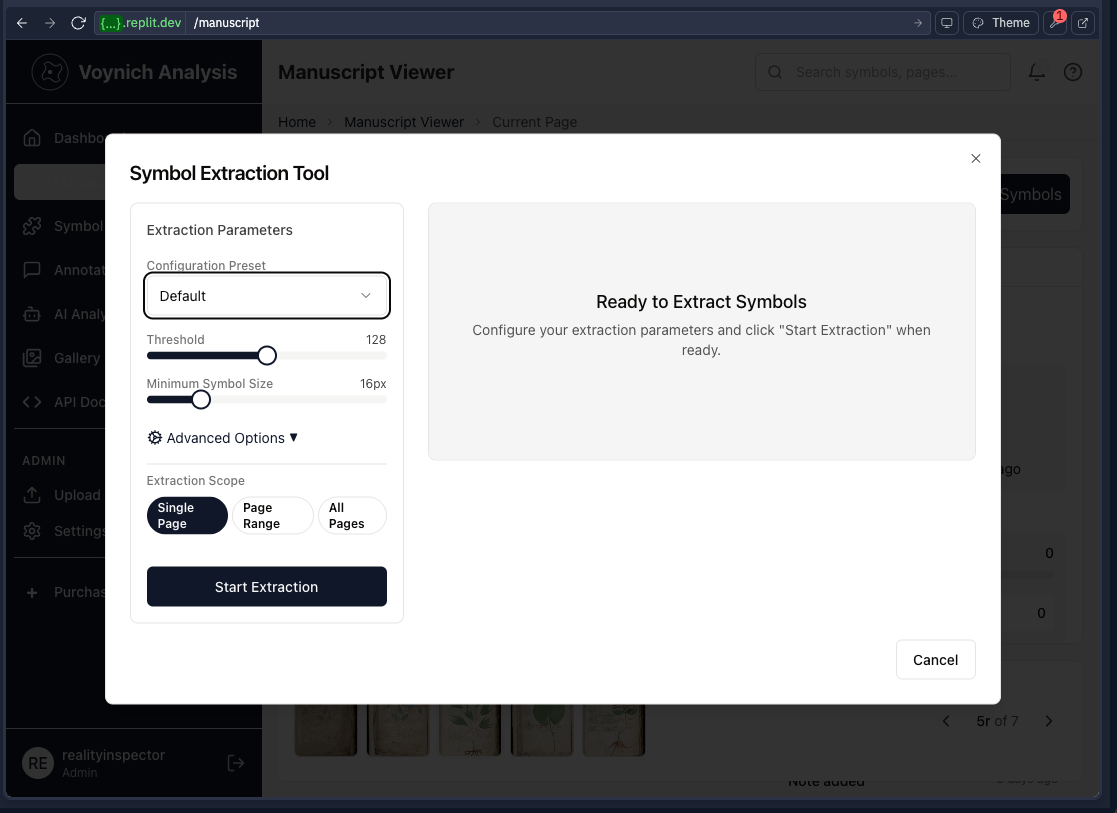 {...}.replit.dev /manuscript
Theme
1
Voynich Analysis
Manuscript Viewer
Search symbols, pages...
Home
Manuscript Viewer
Current Page
Dashbo
Symbol
Annotat
AI Analy
Gallery
API Doc
ADMIN
Upload
Settings
Purchas
RE
realityinspector
Admin
Symbols
ago
0
0
Symbol Extraction Tool
Extraction Parameters
Configuration Preset
Default
Threshold 128
Minimum Symbol Size 16px
Advanced Options ▼
Extraction Scope
Single
Page
Page
Range
All
Pages
Start Extraction
Ready to Extract Symbols
Configure your extraction parameters and click "Start Extraction" when
ready.
Cancel
5r of 7
Note added
days ago